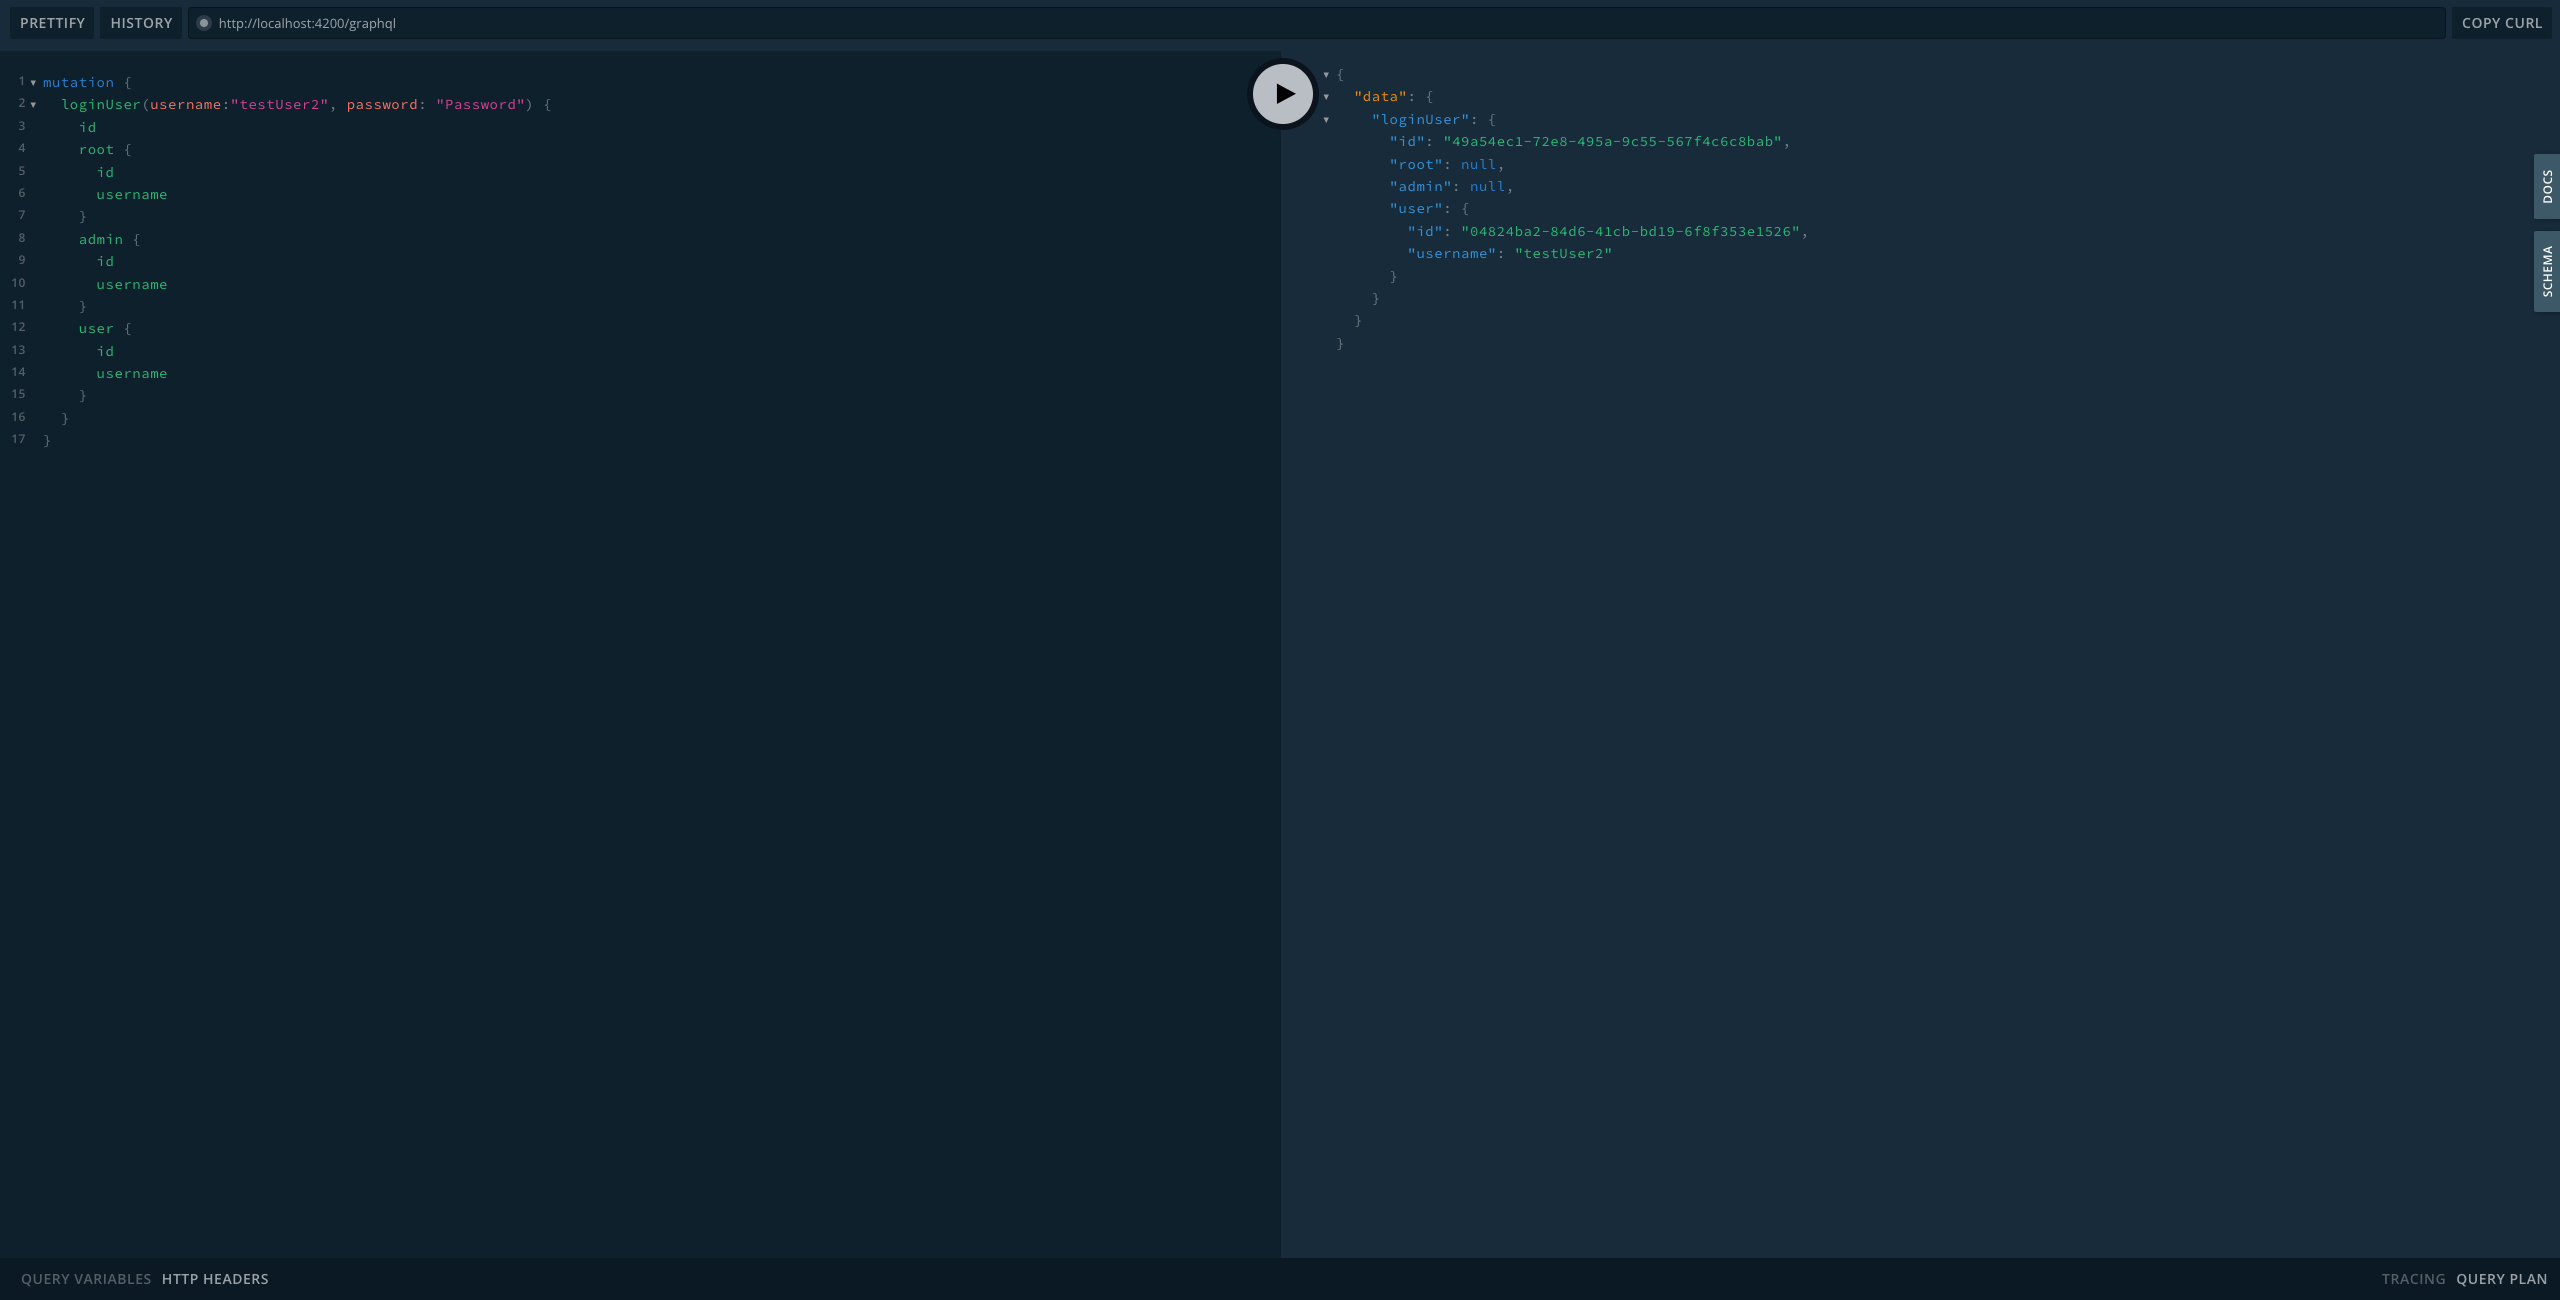 PRETTIFY HISTORY http://localhost:4200/graphql COPY CURL
1 mutation {
2 loginUser(username:"testUser2", password: "Password") {
3 id
4 root {
5 id
6 username
7 }
8 admin {
9 id
10 username
11 }
12 user {
13 id
14 username
15 }
16 }
17 }
{
"data": {
"loginUser": {
"id": "49a54ec1-72e8-495a-9c55-567f4c6c8bab",
"root": null,
"admin": null,
"user": {
"id": "04824ba2-84d6-41cb-bd19-6f8f353e1526",
"username": "testUser2"
}
}
}
}
DOCS
SCHEMA
QUERY VARIABLES HTTP HEADERS TRACING QUERY PLAN